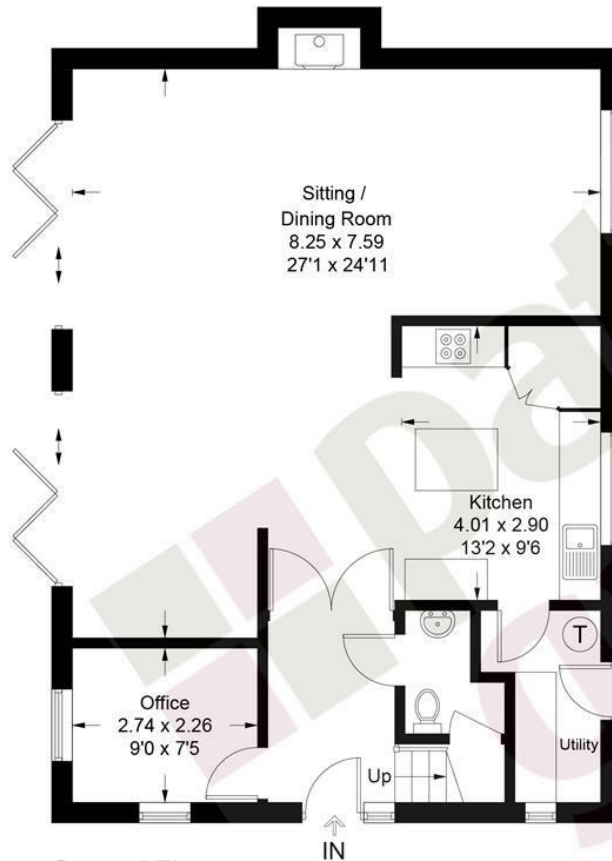 Sitting /
Dining Room
8.25 x 7.59
27'1 x 24'11
Kitchen
4.01 x 2.90
13'2 x 9'6
T
Office
2.74 x 2.26
9'0 x 7'5
Utility
Up
IN